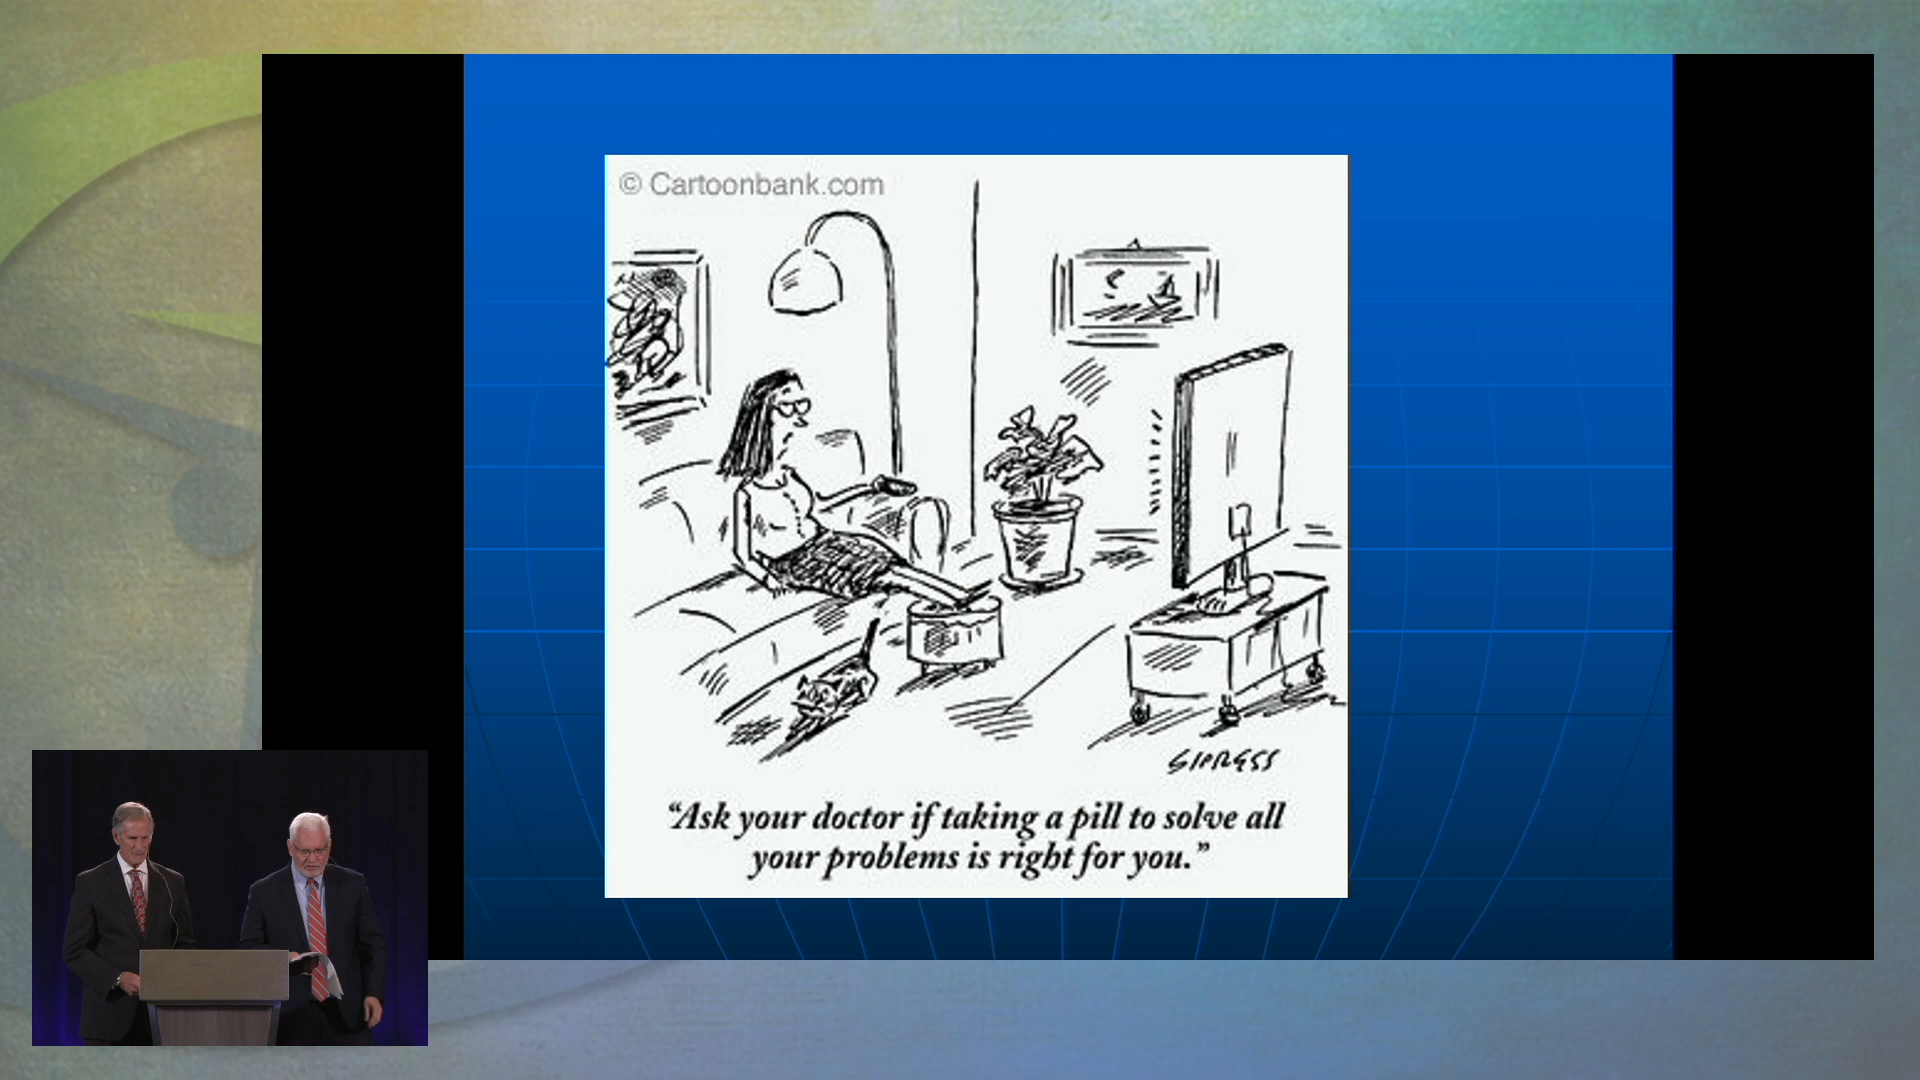 © Cartoonbank.com
SIPRESS
“Ask your doctor if taking a pill to solve all
your problems is right for you.”